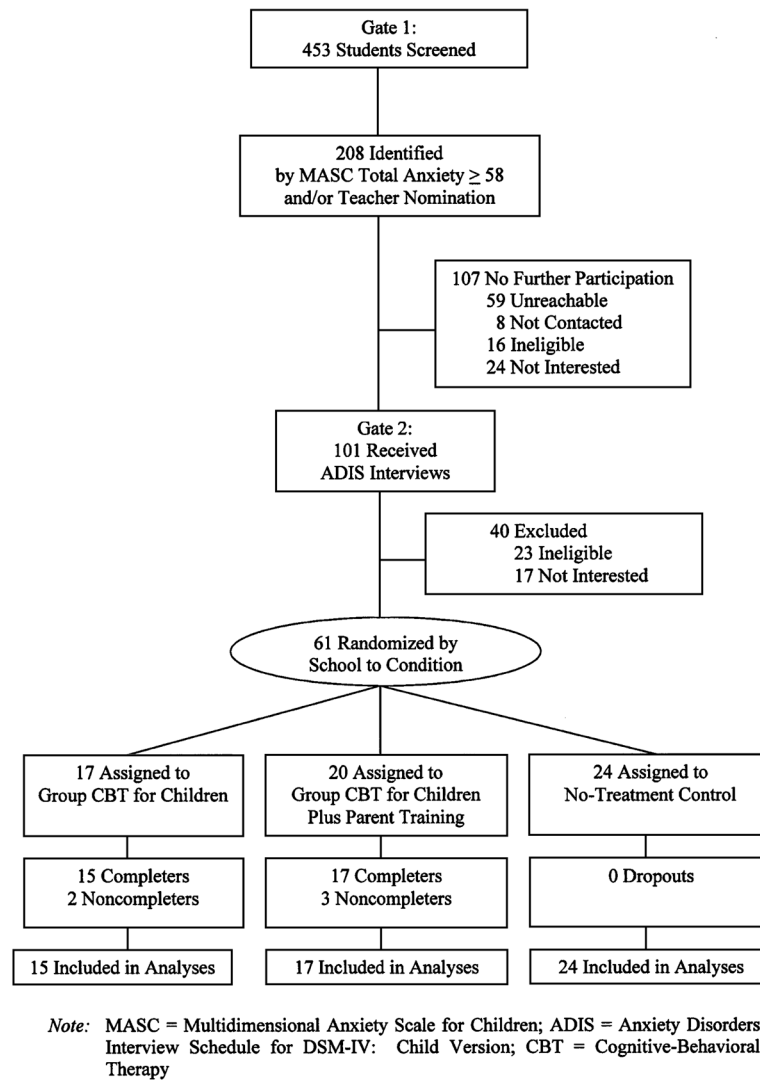 Gate 1:
453 Students Screened
208 Identified
by MASC Total Anxiety ≥ 58
and/or Teacher Nomination
107 No Further Participation
59 Unreachable
8 Not Contacted
16 Ineligible
24 Not Interested
Gate 2:
101 Received
ADIS Interviews
40 Excluded
23 Ineligible
17 Not Interested
61 Randomized by
School to Condition
17 Assigned to
Group CBT for Children
20 Assigned to
Group CBT for Children
Plus Parent Training
24 Assigned to
No-Treatment Control
15 Completers
2 Noncompleters
17 Completers
3 Noncompleters
0 Dropouts
15 Included in Analyses
17 Included in Analyses
24 Included in Analyses
Note: MASC = Multidimensional Anxiety Scale for Children; ADIS = Anxiety Disorders
Interview Schedule for DSM-IV: Child Version; CBT = Cognitive-Behavioral
Therapy